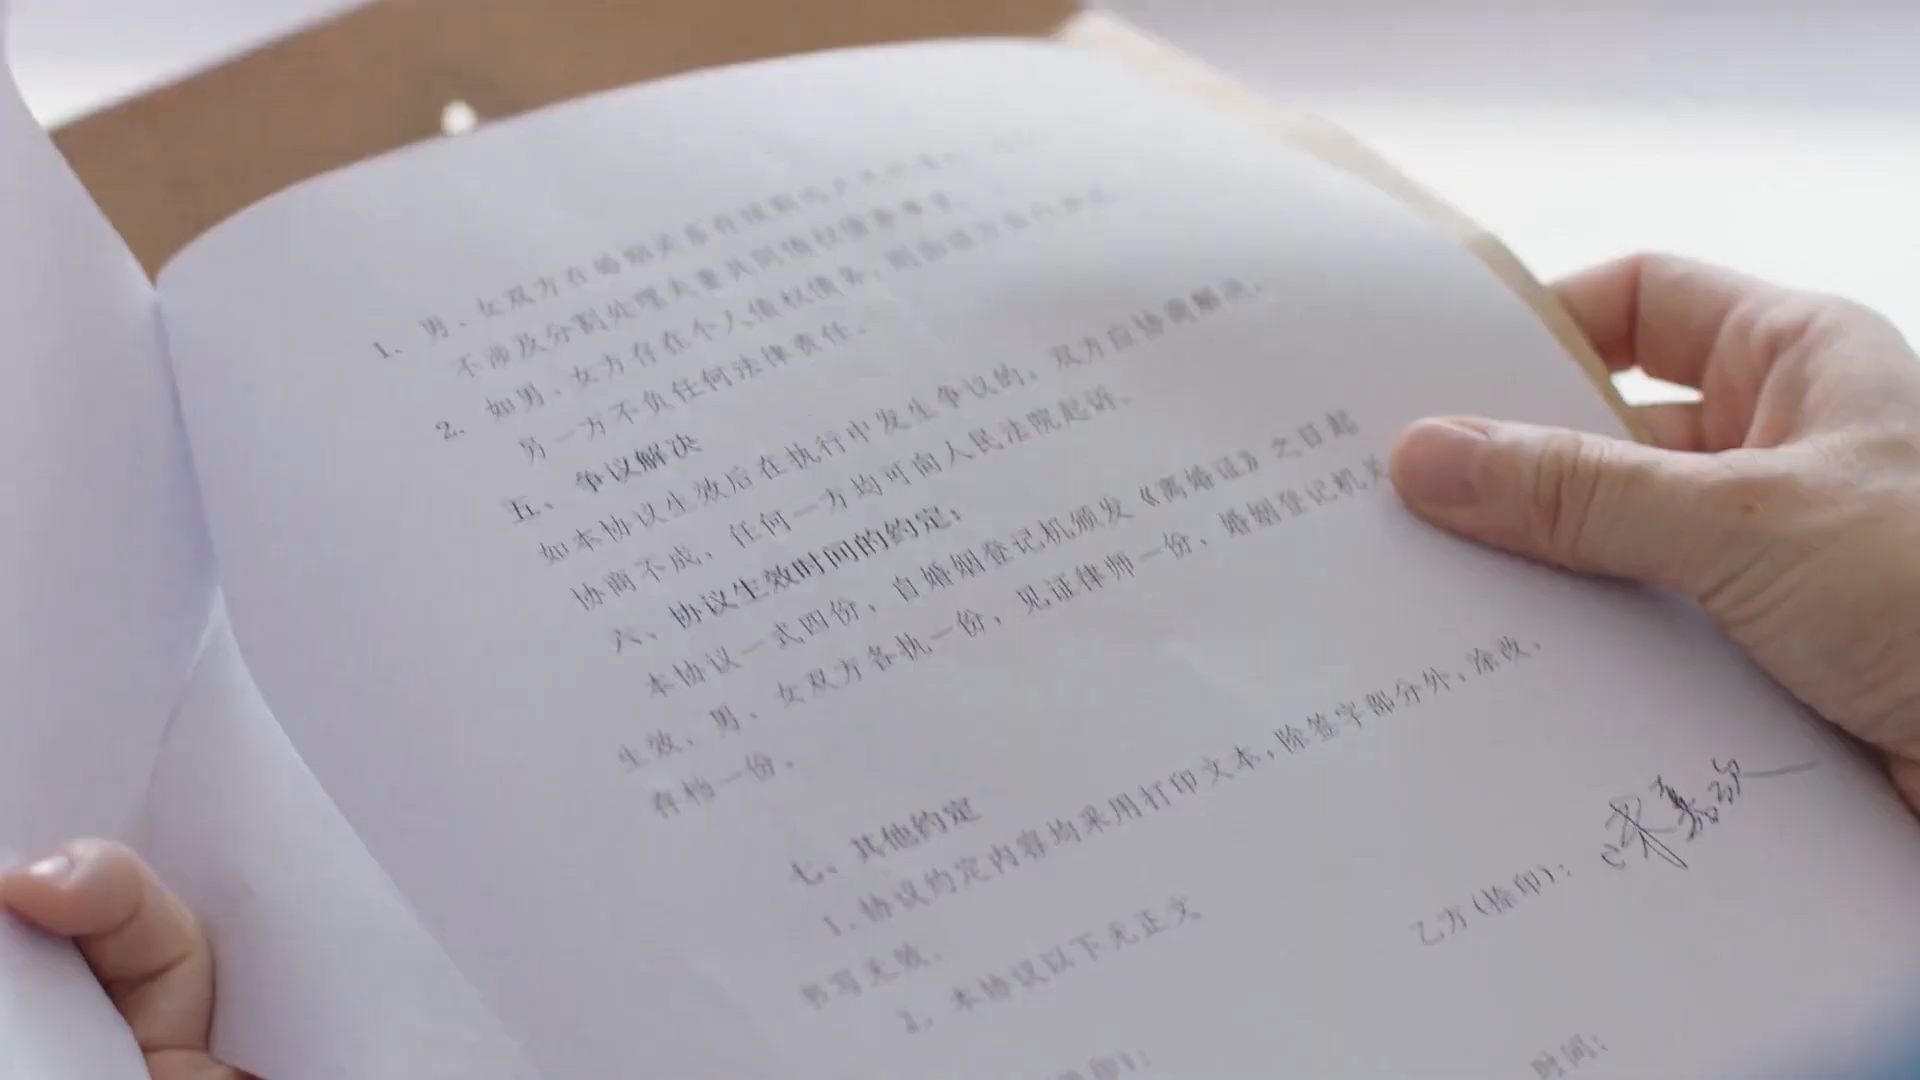 1、男、女双方在婚姻关系存续期
不涉及分割处理夫妻共同债权债务事宜
2. 如男、女方存在个人债权债务，则由
另一方不负任何法律责任。
五、争议解决
如本协议生效后在执行中发生争议的，双方应协商解决，
协商不成，任何一方均可向人民法院起诉。
六、协议生效时间的约定：
本协议一式四份，自婚姻登记机颁发《离婚证》之日起
生效，男、女双方各执一份，见证律师一份，婚姻登记机关
存档一份。
七、其他约定
1. 协议约定内容均采用打印文本，除签字部分外，涂改，
书写无效。
2、本协议以下无正文
乙方（捺印）：
印）：
时间：